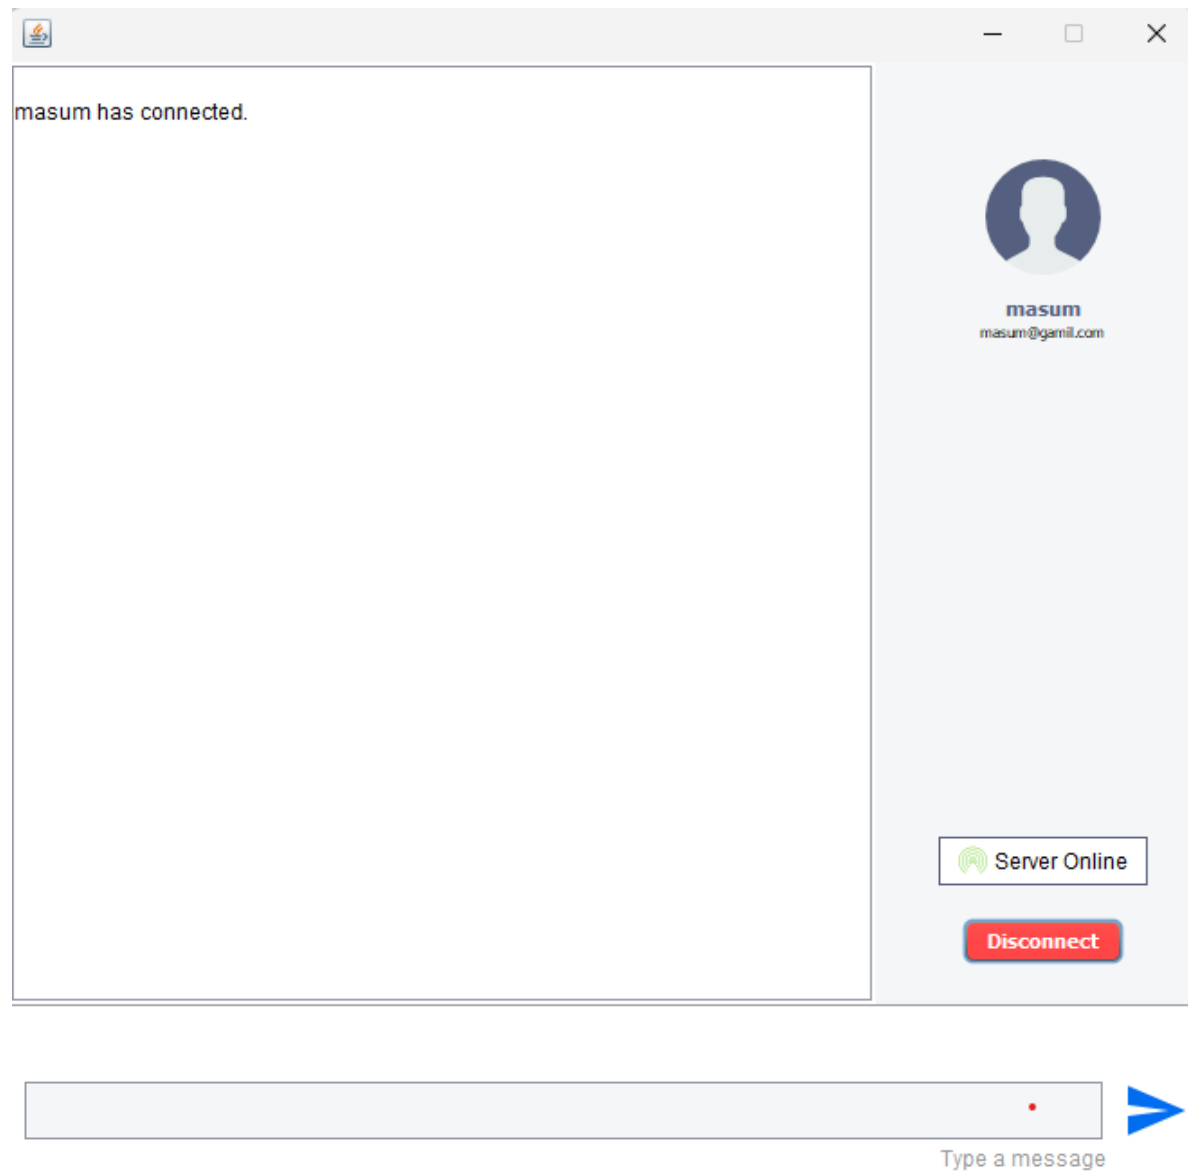 masum has connected.
masum
masum@gamil.com
Server Online
Disconnect
Type a message